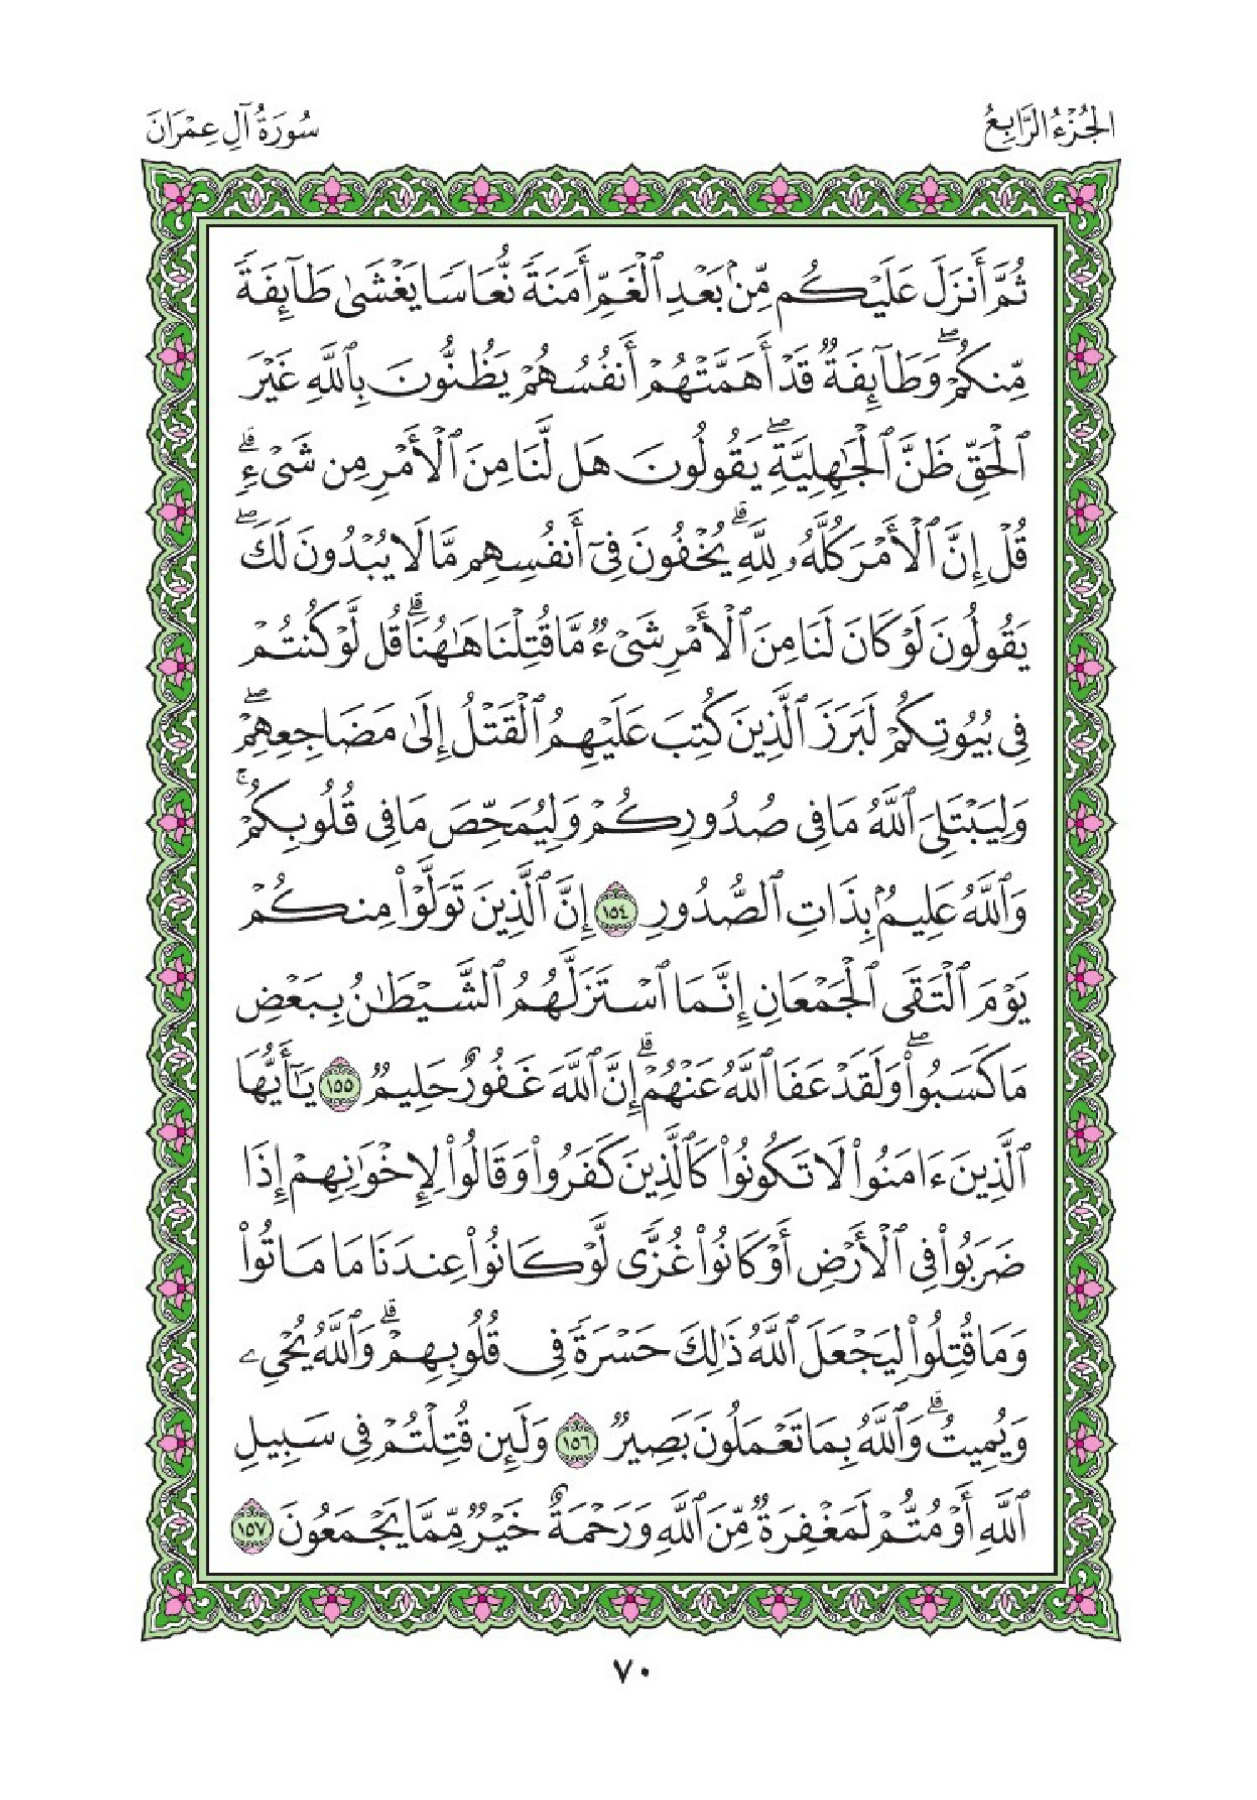 الجُزْءُ الرَّابِعُ
سُورَةُ آلِ عِمْرَانَ
ثُمَّ أَنزَلَ عَلَيْكُم مِّنۢ بَعْدِ ٱلْغَمِّ أَمَنَةً نُّعَاسًا يَغْشَىٰ طَآئِفَةً
مِّنكُمْ ۖ وَطَآئِفَةٌ قَدْ أَهَمَّتْهُمْ أَنفُسُهُمْ يَظُنُّونَ بِٱللَّهِ غَيْرَ
ٱلْحَقِّ ظَنَّ ٱلْجَـٰهِلِيَّةِ ۖ يَقُولُونَ هَل لَّنَا مِنَ ٱلْأَمْرِ مِن شَىْءٍ ۗ
قُلْ إِنَّ ٱلْأَمْرَ كُلَّهُۥ لِلَّهِ ۗ يُخْفُونَ فِىٓ أَنفُسِهِم مَّا لَا يُبْدُونَ لَكَ ۖ
يَقُولُونَ لَوْ كَانَ لَنَا مِنَ ٱلْأَمْرِ شَىْءٌ مَّا قُتِلْنَا هَـٰهُنَا ۗ قُل لَّوْ كُنتُمْ
فِى بُيُوتِكُمْ لَبَرَزَ ٱلَّذِينَ كُتِبَ عَلَيْهِمُ ٱلْقَتْلُ إِلَىٰ مَضَاجِعِهِمْ ۖ
وَلِيَبْتَلِىَ ٱللَّهُ مَا فِى صُدُورِكُمْ وَلِيُمَحِّصَ مَا فِى قُلُوبِكُمْ ۚ
وَٱللَّهُ عَلِيمٌۢ بِذَاتِ ٱلصُّدُورِ ١٥٤ إِنَّ ٱلَّذِينَ تَوَلَّوْا۟ مِنكُمْ
يَوْمَ ٱلْتَقَى ٱلْجَمْعَانِ إِنَّمَا ٱسْتَزَلَّهُمُ ٱلشَّيْطَـٰنُ بِبَعْضِ
مَا كَسَبُوا۟ ۖ وَلَقَدْ عَفَا ٱللَّهُ عَنْهُمْ ۗ إِنَّ ٱللَّهَ غَفُورٌ حَلِيمٌ ١٥٥ يَـٰٓأَيُّهَا
ٱلَّذِينَ ءَامَنُوا۟ لَا تَكُونُوا۟ كَٱلَّذِينَ كَفَرُوا۟ وَقَالُوا۟ لِإِخْوَٰنِهِمْ إِذَا
ضَرَبُوا۟ فِى ٱلْأَرْضِ أَوْ كَانُوا۟ غُزًّى لَّوْ كَانُوا۟ عِندَنَا مَا مَاتُوا۟
وَمَا قُتِلُوا۟ لِيَجْعَلَ ٱللَّهُ ذَٰلِكَ حَسْرَةً فِى قُلُوبِهِمْ ۗ وَٱللَّهُ يُحْىِۦ
وَيُمِيتُ ۗ وَٱللَّهُ بِمَا تَعْمَلُونَ بَصِيرٌ ١٥٦ وَلَئِن قُتِلْتُمْ فِى سَبِيلِ
ٱللَّهِ أَوْ مُتُّمْ لَمَغْفِرَةٌ مِّنَ ٱللَّهِ وَرَحْمَةٌ خَيْرٌ مِّمَّا يَجْمَعُونَ ١٥٧
٧٠